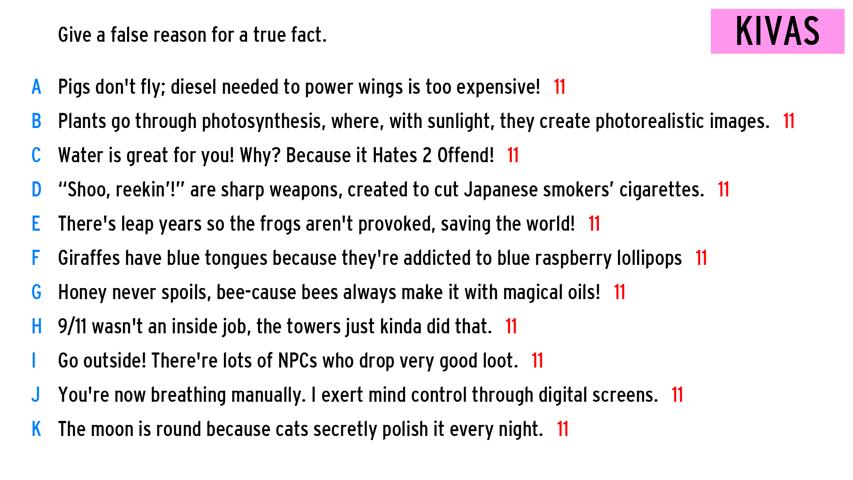 Give a false reason for a true fact.
KIVAS
A Pigs don't fly; diesel needed to power wings is too expensive! 11
B Plants go through photosynthesis, where, with sunlight, they create photorealistic images. 11
C Water is great for you! Why? Because it Hates 2 Offend! 11
D “Shoo, reekin’!” are sharp weapons, created to cut Japanese smokers’ cigarettes. 11
E There's leap years so the frogs aren't provoked, saving the world! 11
F Giraffes have blue tongues because they're addicted to blue raspberry lollipops 11
G Honey never spoils, bee-cause bees always make it with magical oils! 11
H 9/11 wasn't an inside job, the towers just kinda did that. 11
I Go outside! There're lots of NPCs who drop very good loot. 11
J You're now breathing manually. I exert mind control through digital screens. 11
K The moon is round because cats secretly polish it every night. 11